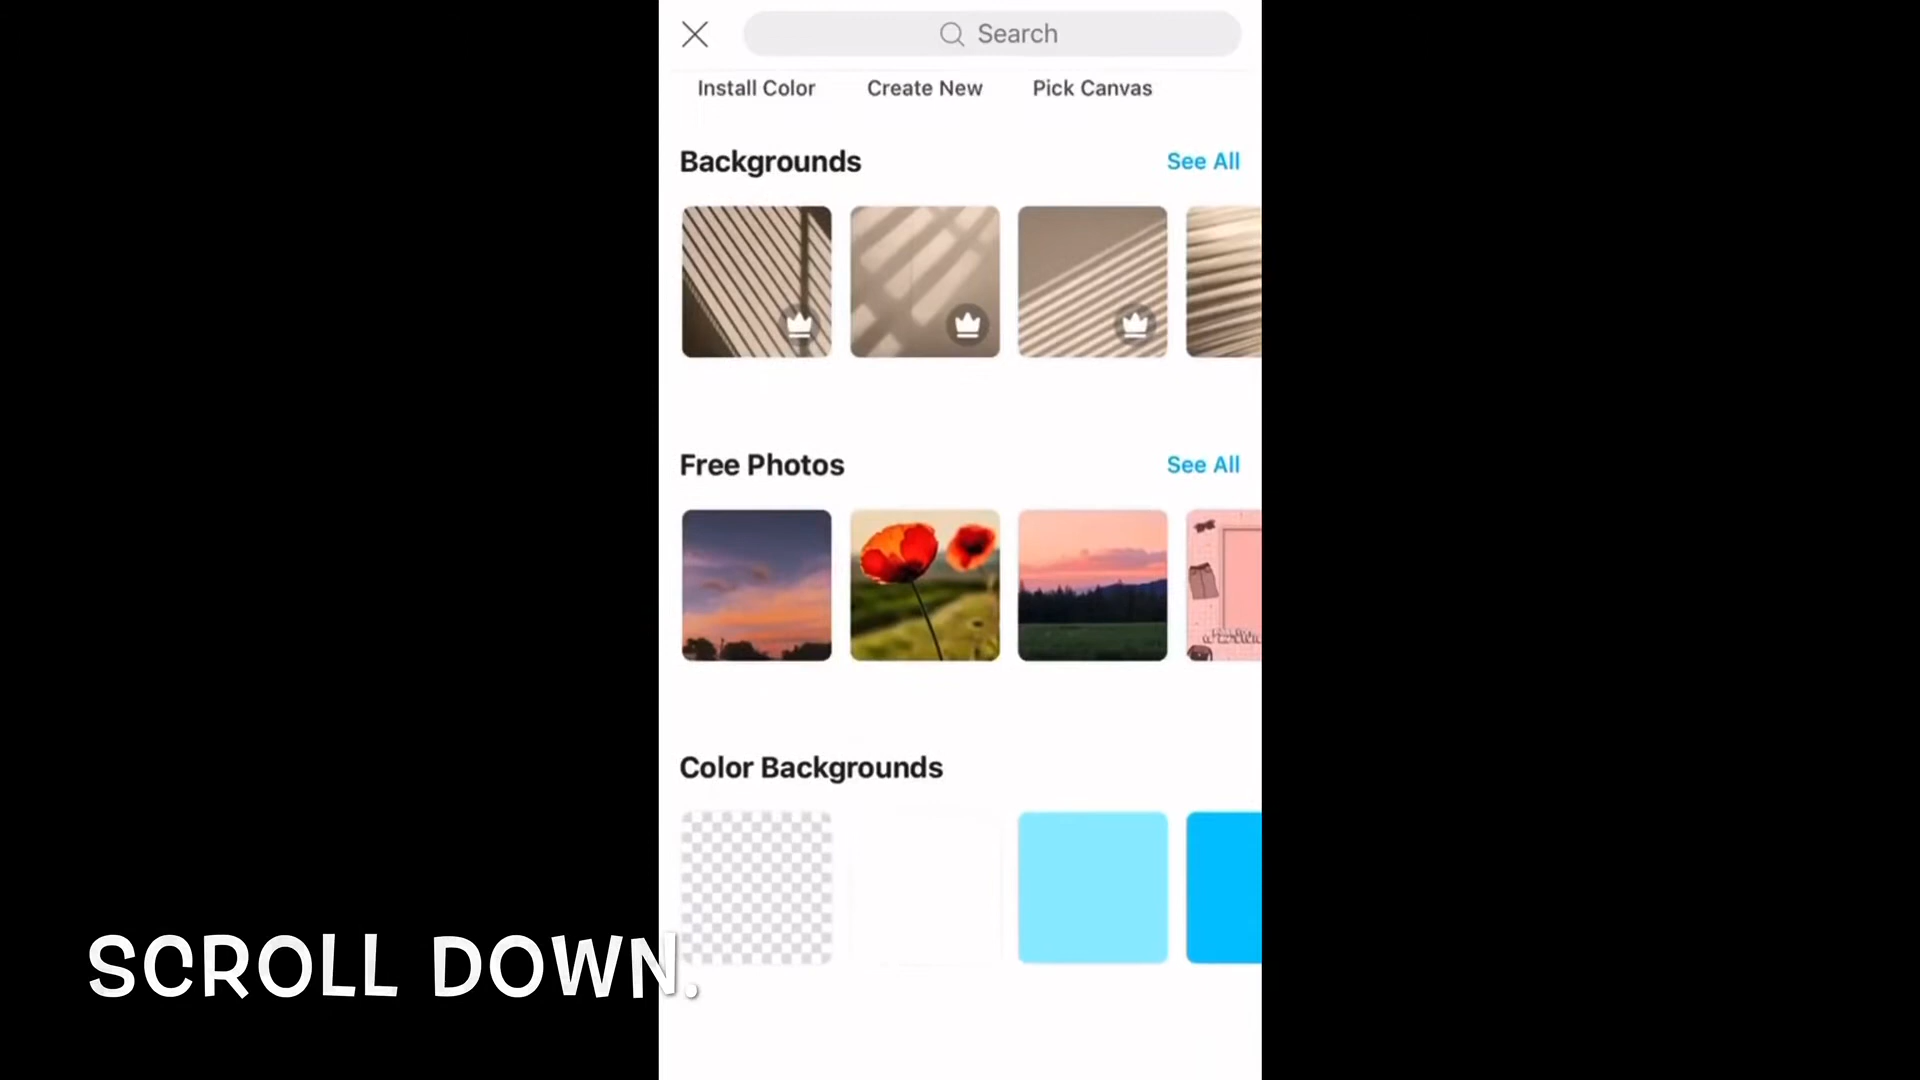 Search
Install Color
Create New
Pick Canvas
Backgrounds
See All
Free Photos
See All
Color Backgrounds
SCROLL DOWN.